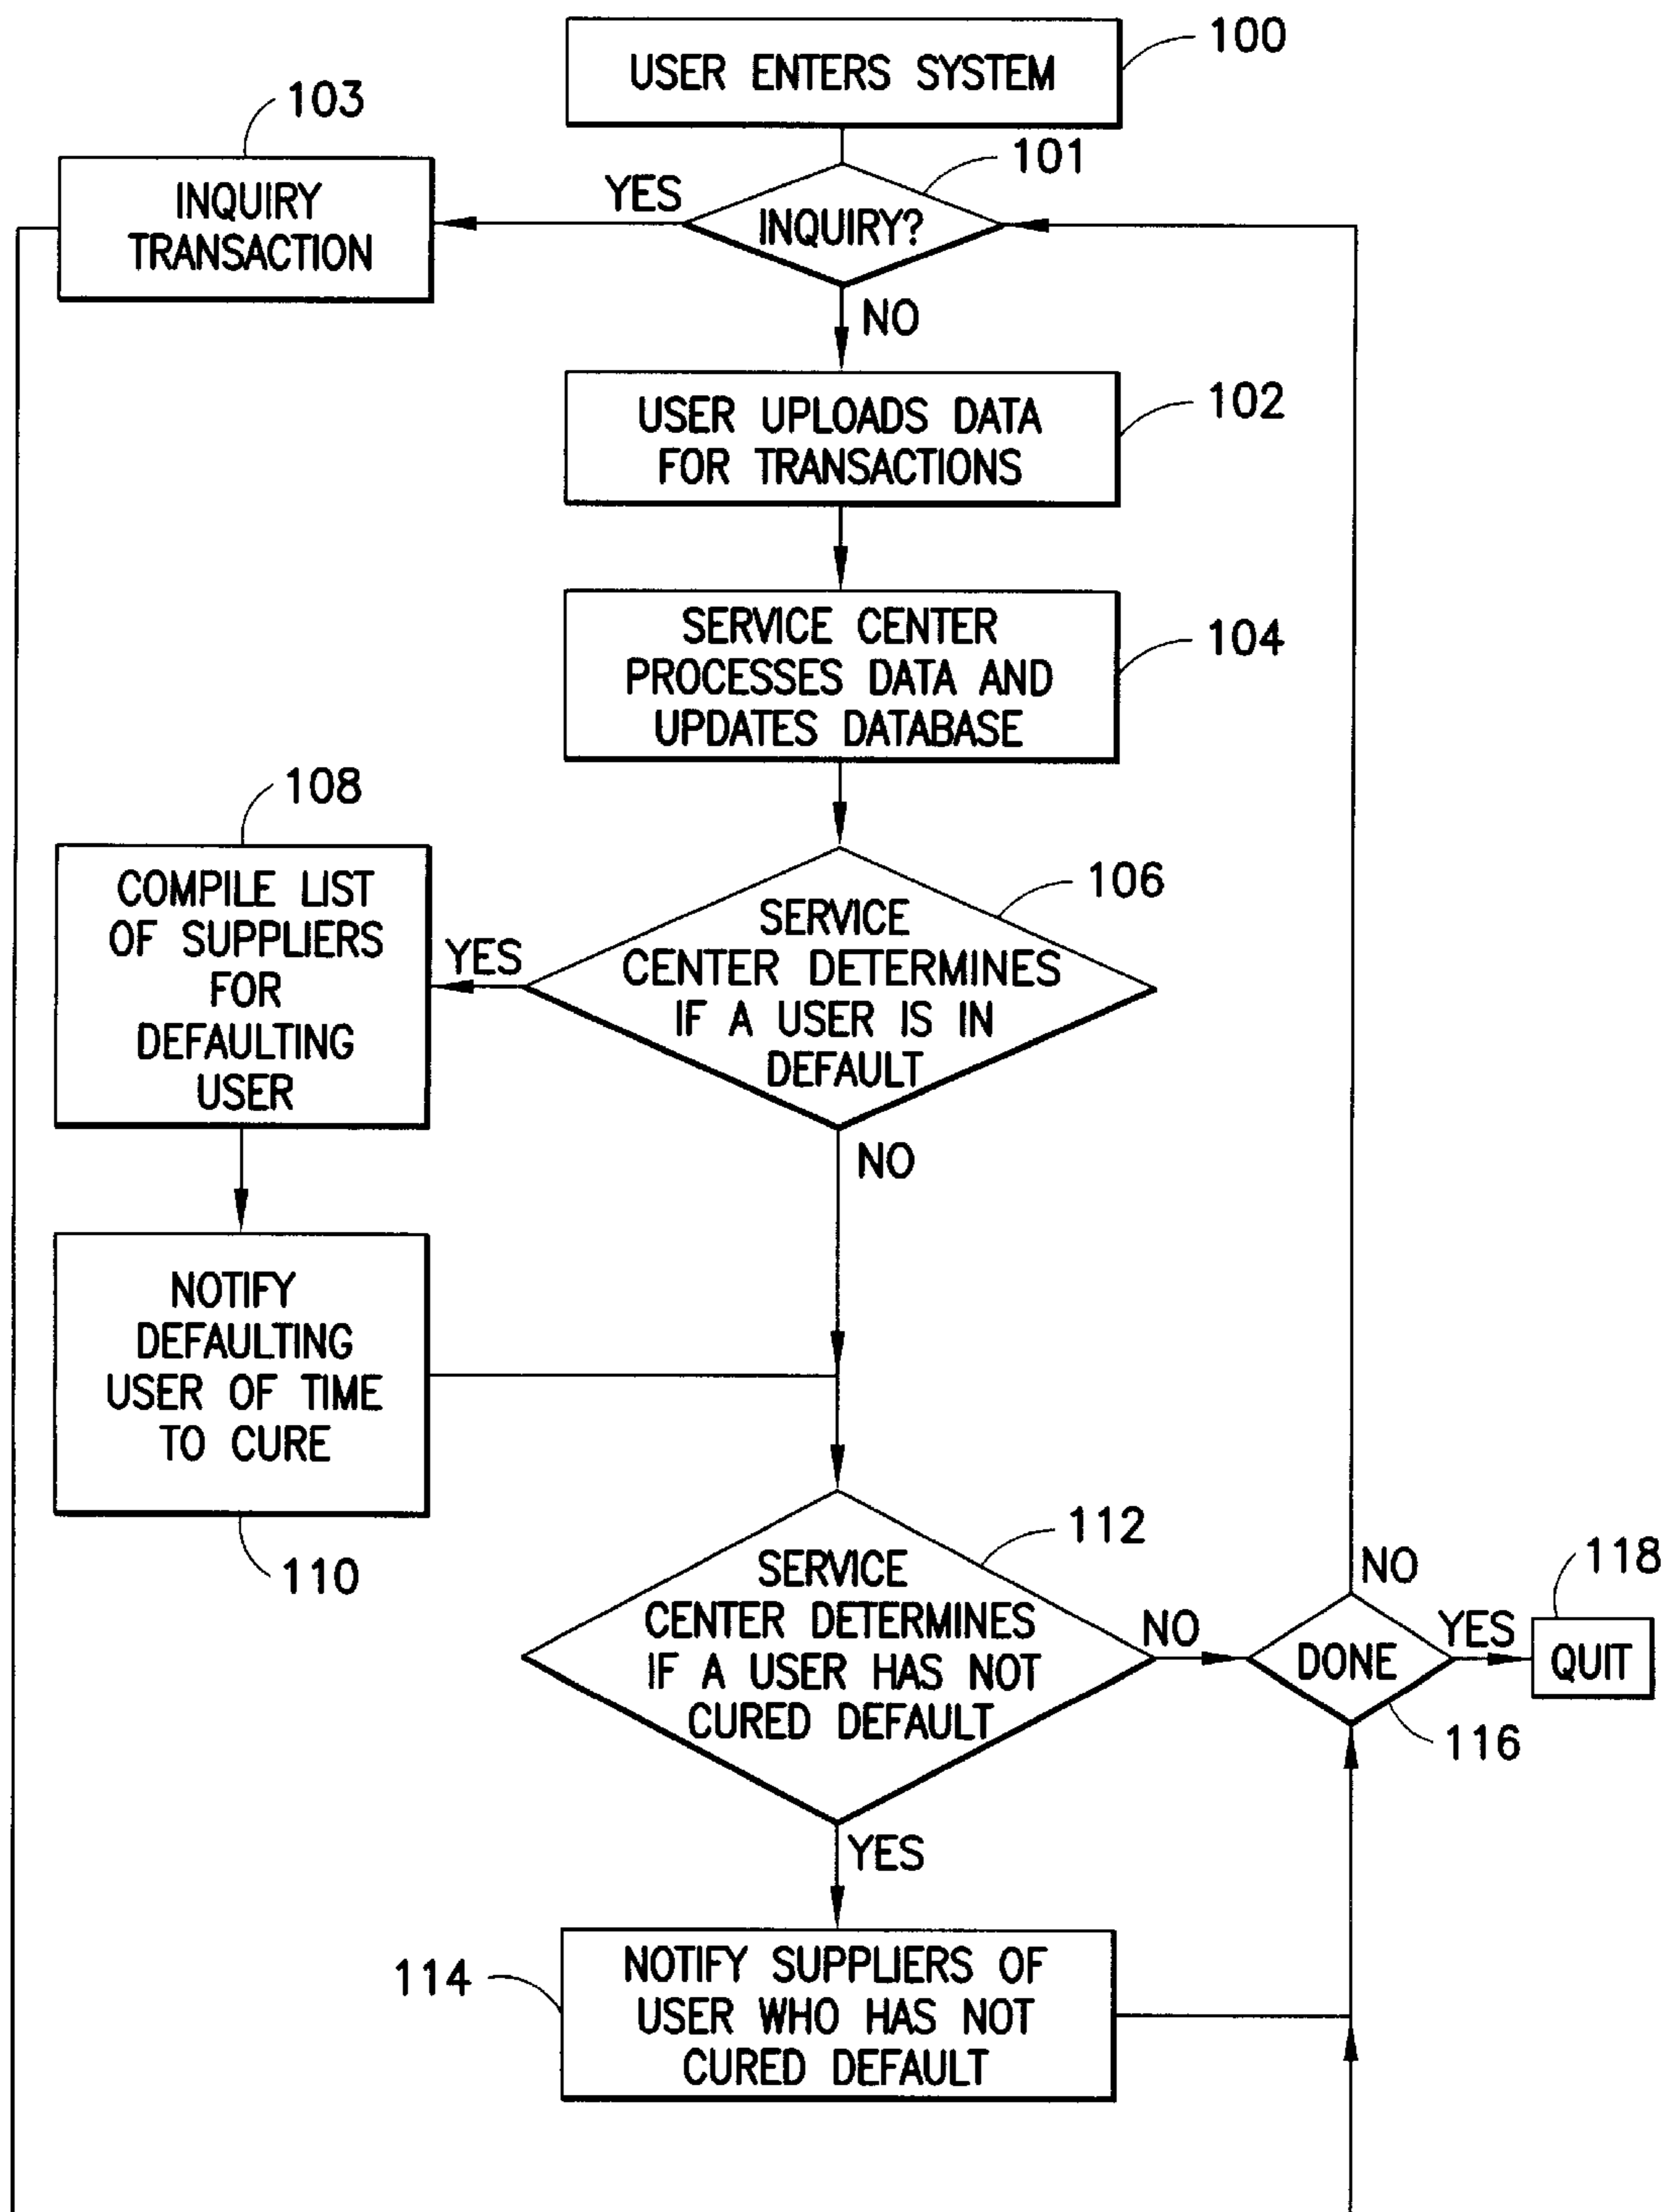 USER ENTERS SYSTEM
100
103
101
INQUIRY
TRANSACTION
YES
INQUIRY?
NO
USER UPLOADS DATA
FOR TRANSACTIONS
102
SERVICE CENTER
PROCESSES DATA AND
UPDATES DATABASE
104
108
COMPILE LIST
OF SUPPLIERS
FOR
DEFAULTING
USER
YES
106
SERVICE
CENTER DETERMINES
IF A USER IS IN
DEFAULT
NO
NOTIFY
DEFAULTING
USER OF TIME
TO CURE
110
112
SERVICE
CENTER DETERMINES
IF A USER HAS NOT
CURED DEFAULT
NO
NO
DONE
YES
118
QUIT
116
YES
114
NOTIFY SUPPLIERS OF
USER WHO HAS NOT
CURED DEFAULT